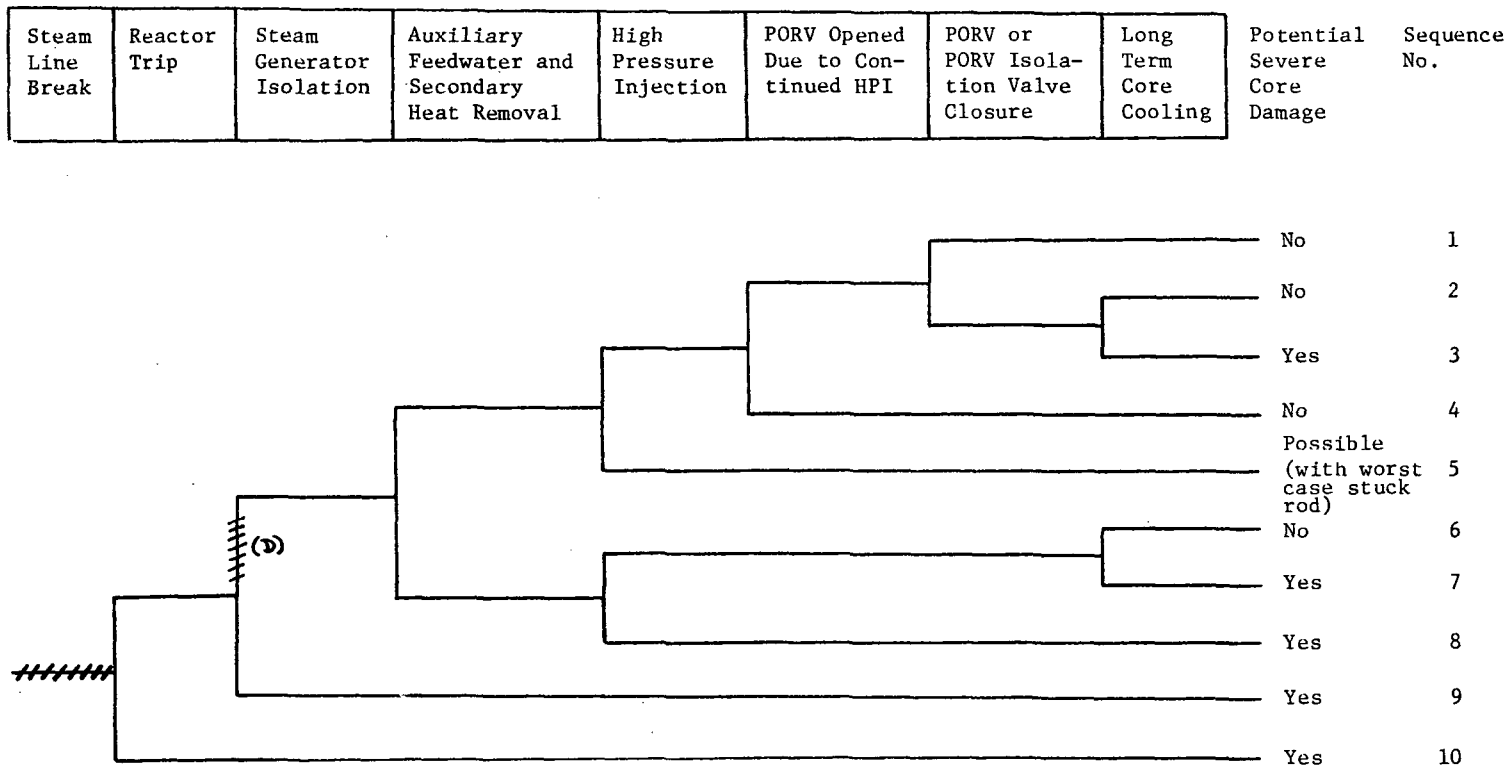 Steam Line Break
Reactor Trip
Steam Generator Isolation
Auxiliary Feedwater and Secondary Heat Removal
High Pressure Injection
PORV Opened Due to Con-
tinued HPI
PORV or PORV Isola-
tion Valve Closure
Long Term Core Cooling
Potential Severe Core Damage
Sequence No.
No 1
No 2
Yes 3
No 4
Possible
(with worst 5
case stuck
rod)
No 6
(D)
Yes 7
Yes 8
Yes 9
Yes 10